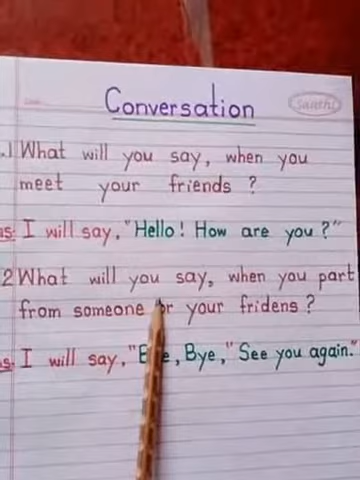 saathi
Conversation
.1 What will you say, when you
meet your friends ?
ns: I will say, "Hello! How are you ?"
2 What will you say, when you part
from someone or your fridens ?
ns. I will say, "Bye, Bye," See you again."